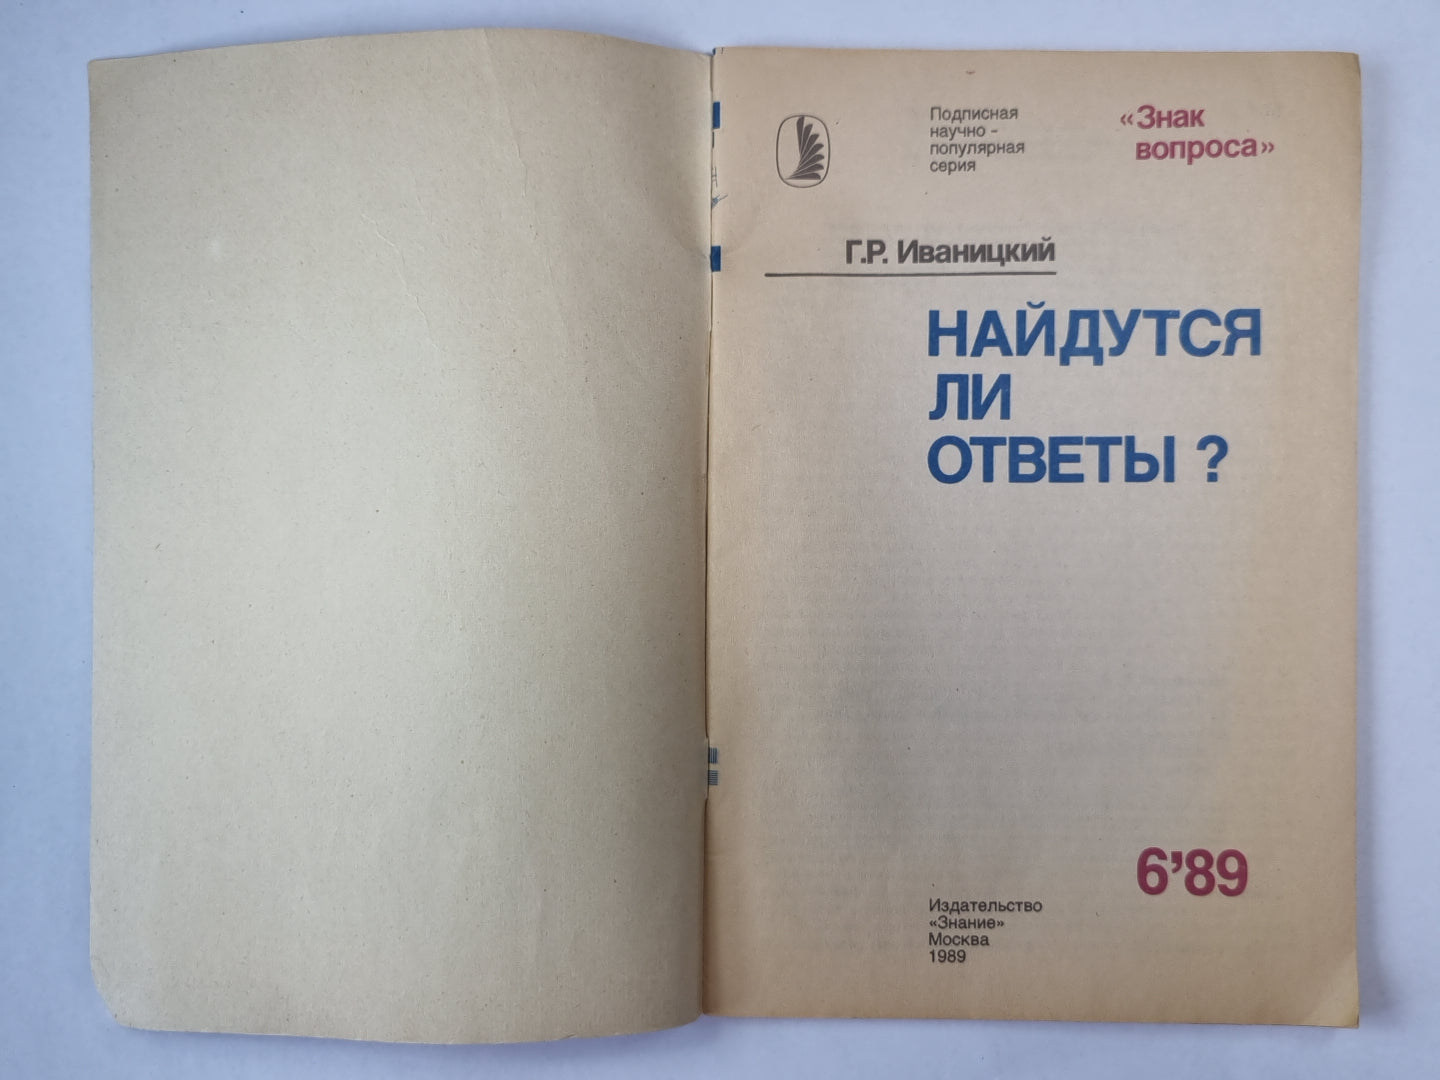 Подписная
научно -
популярная
серия
«Знак
вопроса»
Г.Р. Иваницкий
НАЙДУТСЯ
ЛИ
ОТВЕТЫ ?
6’89
Издательство
«Знание»
Москва
1989